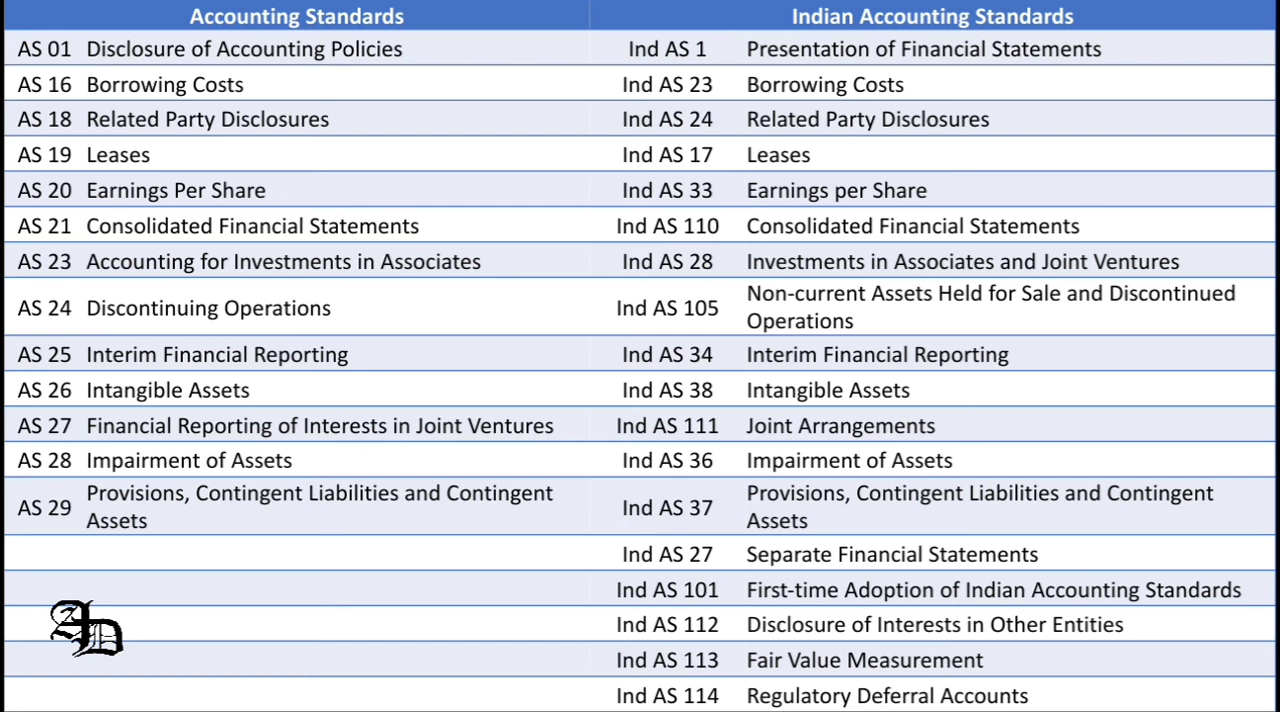 Accounting Standards Indian Accounting Standards
AS 01 Disclosure of Accounting Policies Ind AS 1 Presentation of Financial Statements
AS 16 Borrowing Costs Ind AS 23 Borrowing Costs
AS 18 Related Party Disclosures Ind AS 24 Related Party Disclosures
AS 19 Leases Ind AS 17 Leases
AS 20 Earnings Per Share Ind AS 33 Earnings per Share
AS 21 Consolidated Financial Statements Ind AS 110 Consolidated Financial Statements
AS 23 Accounting for Investments in Associates Ind AS 28 Investments in Associates and Joint Ventures
AS 24 Discontinuing Operations Ind AS 105 Non-current Assets Held for Sale and Discontinued
Operations
AS 25 Interim Financial Reporting Ind AS 34 Interim Financial Reporting
AS 26 Intangible Assets Ind AS 38 Intangible Assets
AS 27 Financial Reporting of Interests in Joint Ventures Ind AS 111 Joint Arrangements
AS 28 Impairment of Assets Ind AS 36 Impairment of Assets
AS 29 Provisions, Contingent Liabilities and Contingent Ind AS 37 Provisions, Contingent Liabilities and Contingent
Assets Assets
Ind AS 27 Separate Financial Statements
Ind AS 101 First-time Adoption of Indian Accounting Standards
AD Ind AS 112 Disclosure of Interests in Other Entities
Ind AS 113 Fair Value Measurement
Ind AS 114 Regulatory Deferral Accounts